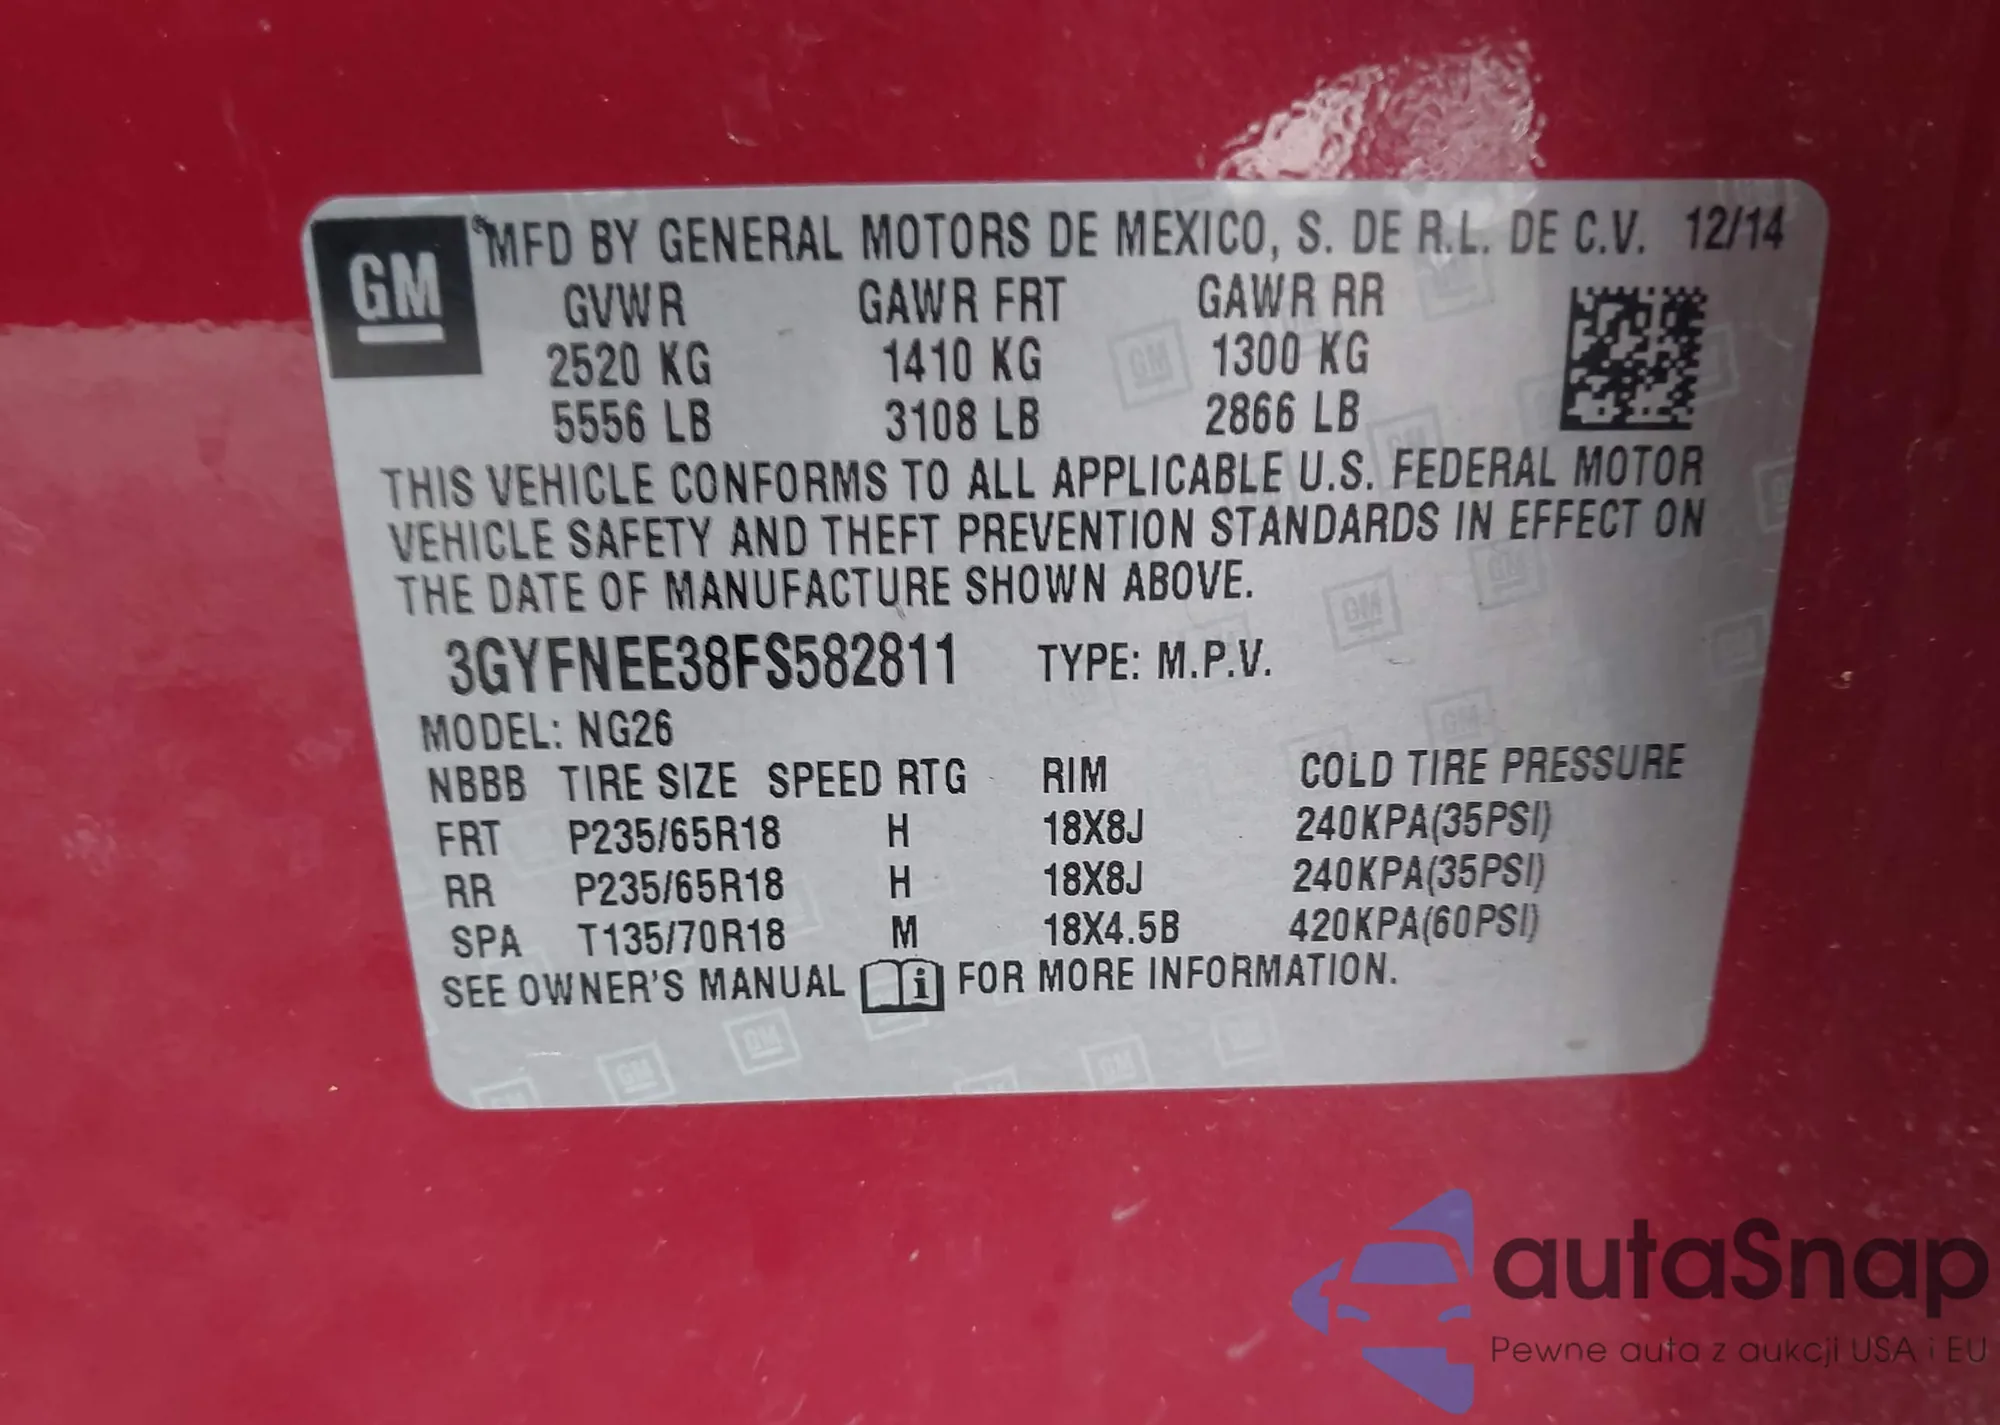 GM
®MFD BY GENERAL MOTORS DE MEXICO, S. DE R.L. DE C.V. 12/14
GVWR GAWR FRT GAWR RR
2520 KG 1410 KG 1300 KG
5556 LB 3108 LB 2866 LB
THIS VEHICLE CONFORMS TO ALL APPLICABLE U.S. FEDERAL MOTOR
VEHICLE SAFETY AND THEFT PREVENTION STANDARDS IN EFFECT ON
THE DATE OF MANUFACTURE SHOWN ABOVE.
3GYFNEE38FS582811 TYPE: M.P.V.
MODEL: NG26
NBBB TIRE SIZE SPEED RTG RIM COLD TIRE PRESSURE
FRT P235/65R18 H 18X8J 240KPA(35PSI)
RR P235/65R18 H 18X8J 240KPA(35PSI)
SPA T135/70R18 M 18X4.5B 420KPA(60PSI)
SEE OWNER'S MANUAL i FOR MORE INFORMATION.
autaSnap
Pewne auta z aukcji USA i EU